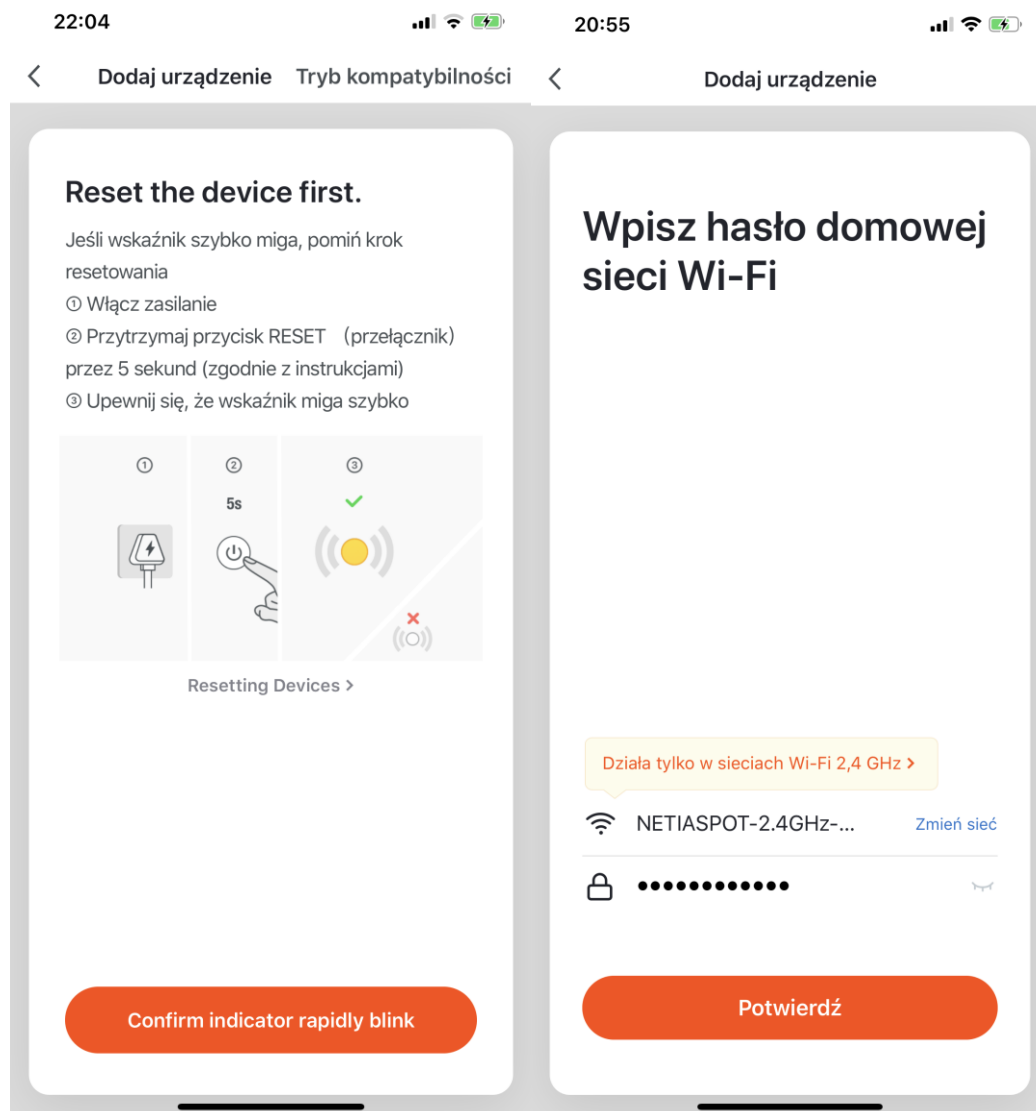 22:04
Dodaj urządzenie Tryb kompatybilności
Reset the device first.
Jeśli wskaźnik szybko miga, pomiń krok
resetowania
① Włącz zasilanie
② Przytrzymaj przycisk RESET （przełącznik)
przez 5 sekund (zgodnie z instrukcjami)
③ Upewnij się, że wskaźnik miga szybko
① ② ③
5s
Resetting Devices >
Confirm indicator rapidly blink
20:55
Dodaj urządzenie
Wpisz hasło domowej
sieci Wi-Fi
Działa tylko w sieciach Wi-Fi 2,4 GHz >
NETIASPOT-2.4GHz-... Zmień sieć
••••••••••••
Potwierdź